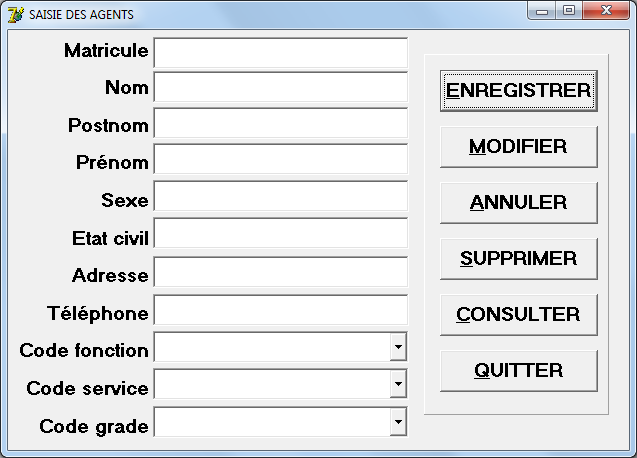 SAISIE DES AGENTS
Matricule
Nom
Postnom
Prénom
Sexe
Etat civil
Adresse
Téléphone
Code fonction
Code service
Code grade
ENREGISTRER
MODIFIER
ANNULER
SUPPRIMER
CONSULTER
QUITTER